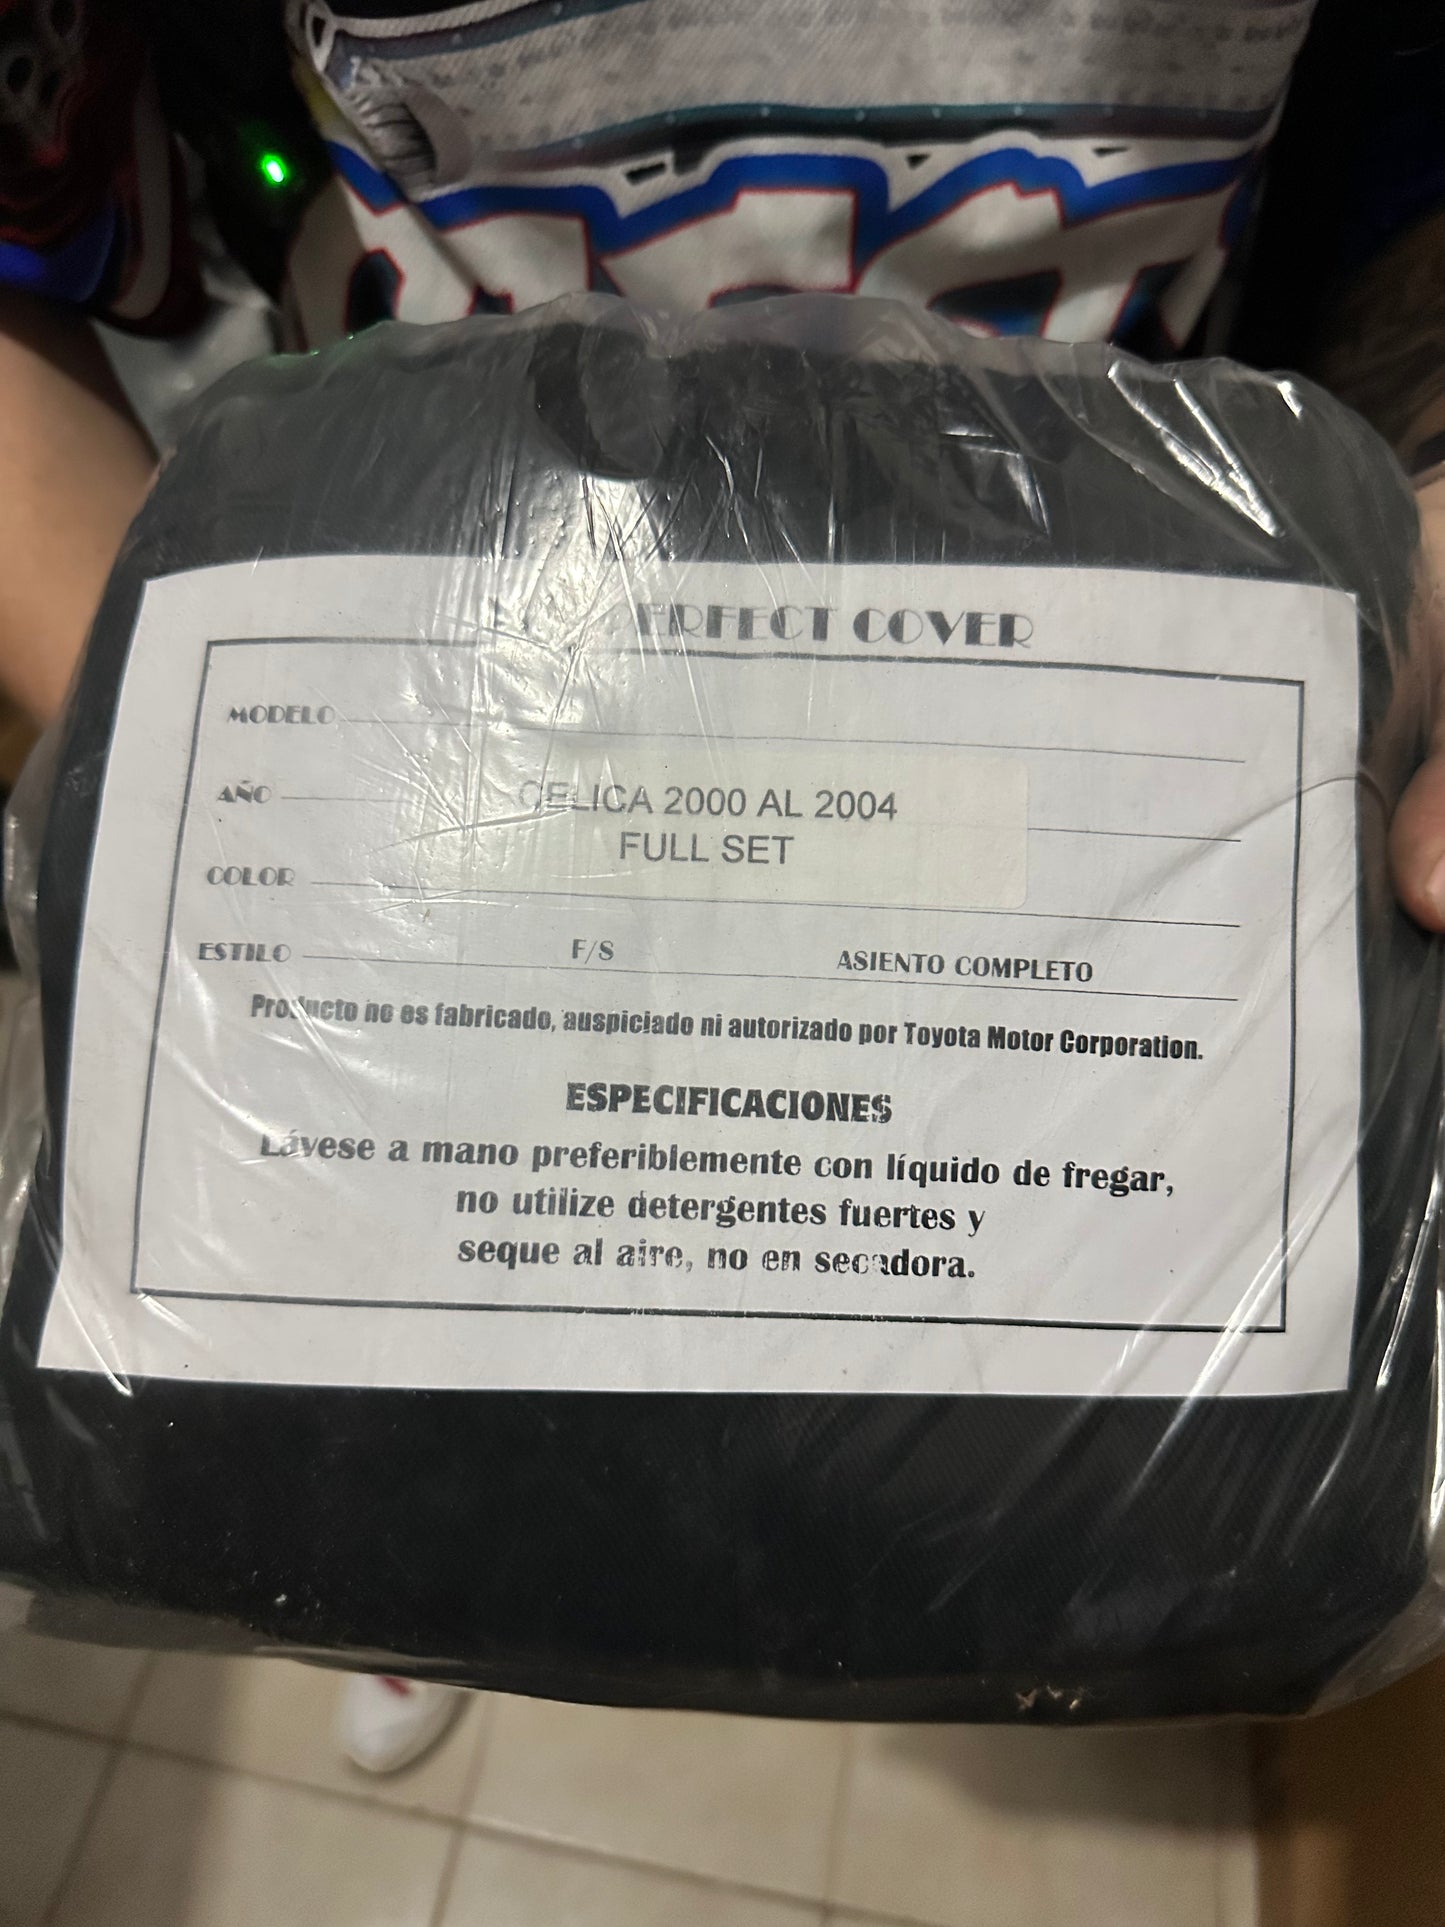 PERFECT COVER
MODELO
AÑO
CELICA 2000 AL 2004
FULL SET
COLOR
ESTILO F/S ASIENTO COMPLETO
Producto no es fabricado, auspiciado ni autorizado por Toyota Motor Corporation.
ESPECIFICACIONES
Lávese a mano preferiblemente con líquido de fregar,
no utilize detergentes fuertes y
seque al aire, no en secadora.